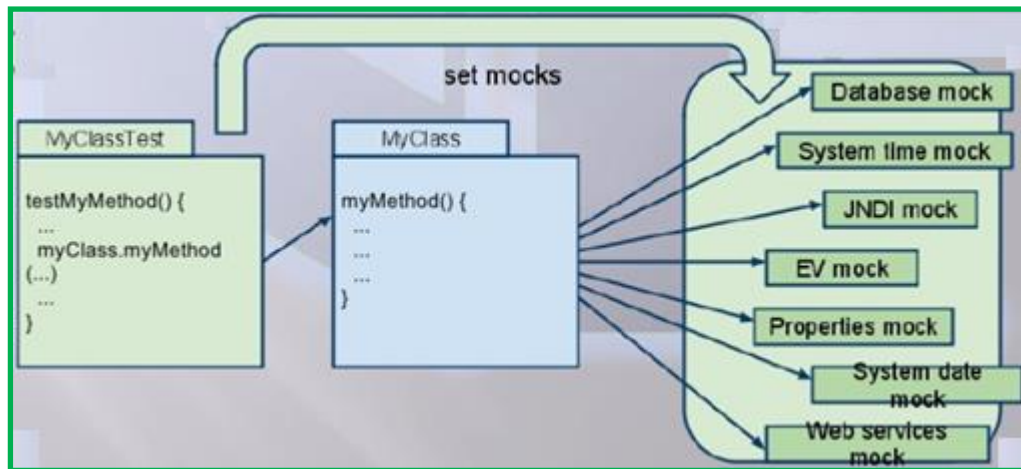 set mocks
MyClassTest
testMyMethod() {
...
myClass.myMethod
(...)
...
}
MyClass
myMethod() {
...
...
...
}
Database mock
System time mock
JNDI mock
EV mock
Properties mock
System date
mock
Web services
mock